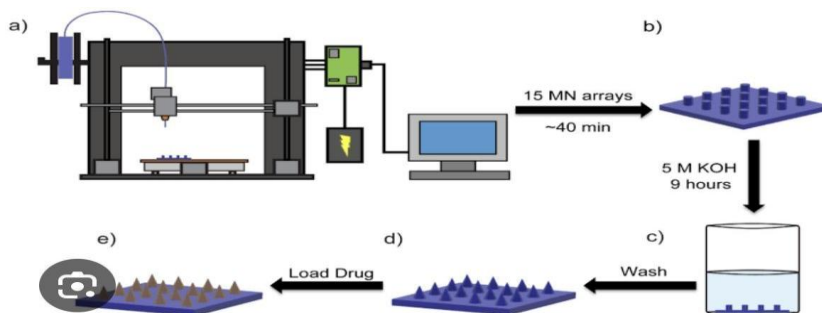 a)
b)
15 MN arrays
~40 min
5 M KOH
9 hours
c)
Wash
d)
Load Drug
e)